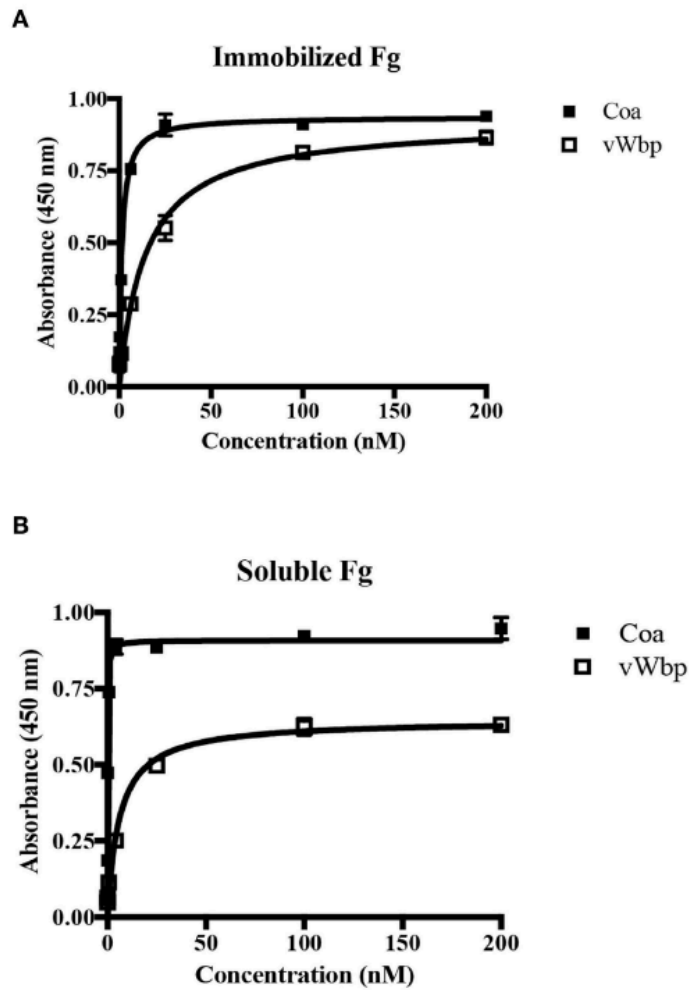 A
Immobilized Fg
Absorbance (450 nm)
1.00
0.75
0.50
0.25
0.00
0 50 100 150 200
Concentration (nM)
Coa
vWbp
B
Soluble Fg
Absorbance (450 nm)
1.00
0.75
0.50
0.25
0.00
0 50 100 150 200
Concentration (nM)
Coa
vWbp